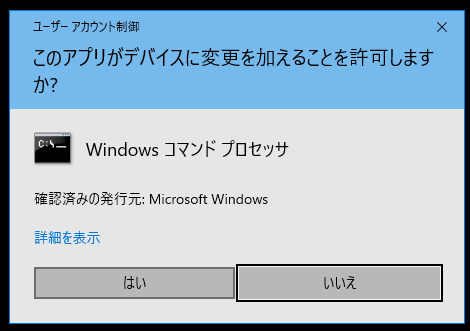 ユーザー アカウント制御
このアプリがデバイスに変更を加えることを許可します
か?
C:\_
Windows コマンド プロセッサ
確認済みの発行元: Microsoft Windows
詳細を表示
はい
いいえ